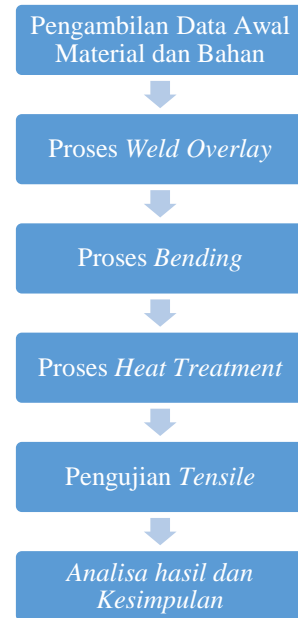 Pengambilan Data Awal
Material dan Bahan
Proses Weld Overlay
Proses Bending
Proses Heat Treatment
Pengujian Tensile
Analisa hasil dan
Kesimpulan